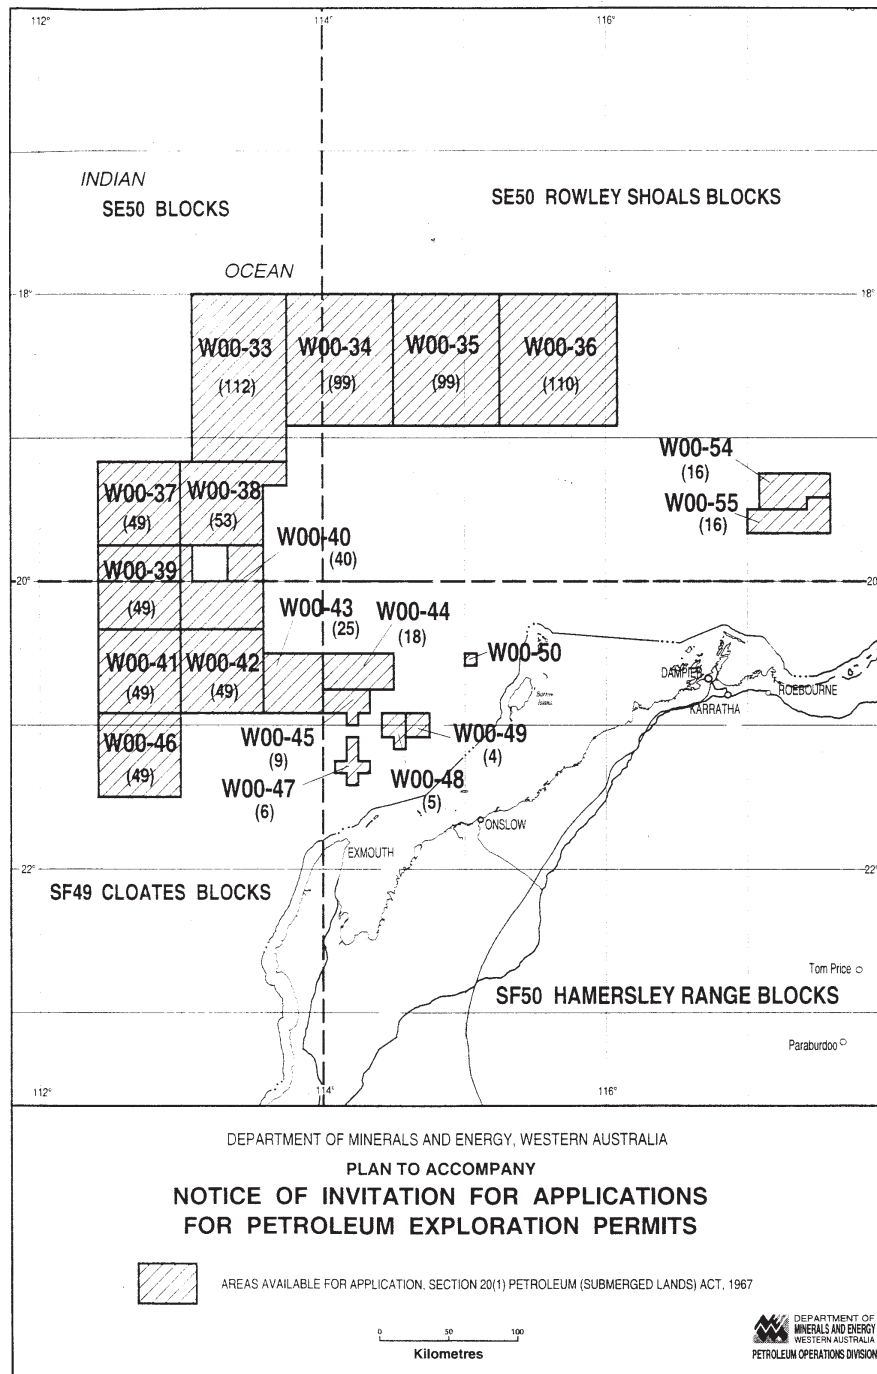 112°
114°
116°
INDIAN
SE50 BLOCKS
SE50 ROWLEY SHOALS BLOCKS
OCEAN
18°
18°
W00-33
(112)
W00-34
(99)
W00-35
(99)
W00-36
(110)
W00-54
(16)
W00-55
(16)
W00-37
(49)
W00-38
(53)
W00-40
(40)
W00-39
(49)
20°
20
W00-43
(25)
W00-44
(18)
W00-41
(49)
W00-42
(49)
W00-50
DAMPIER
ROEBOURNE
KARRATHA
Barrow
Island
W00-46
(49)
W00-45
(9)
W00-49
(4)
W00-47
(6)
W00-48
(5)
ONSLOW
EXMOUTH
22°
22°
SF49 CLOATES BLOCKS
Tom Price
SF50 HAMERSLEY RANGE BLOCKS
Paraburdoo
112°
114°
116°
DEPARTMENT OF MINERALS AND ENERGY, WESTERN AUSTRALIA
PLAN TO ACCOMPANY
NOTICE OF INVITATION FOR APPLICATIONS
FOR PETROLEUM EXPLORATION PERMITS
AREAS AVAILABLE FOR APPLICATION, SECTION 20(1) PETROLEUM (SUBMERGED LANDS) ACT, 1967
0 50 100
Kilometres
DEPARTMENT OF
MINERALS AND ENERGY
WESTERN AUSTRALIA
PETROLEUM OPERATIONS DIVISION